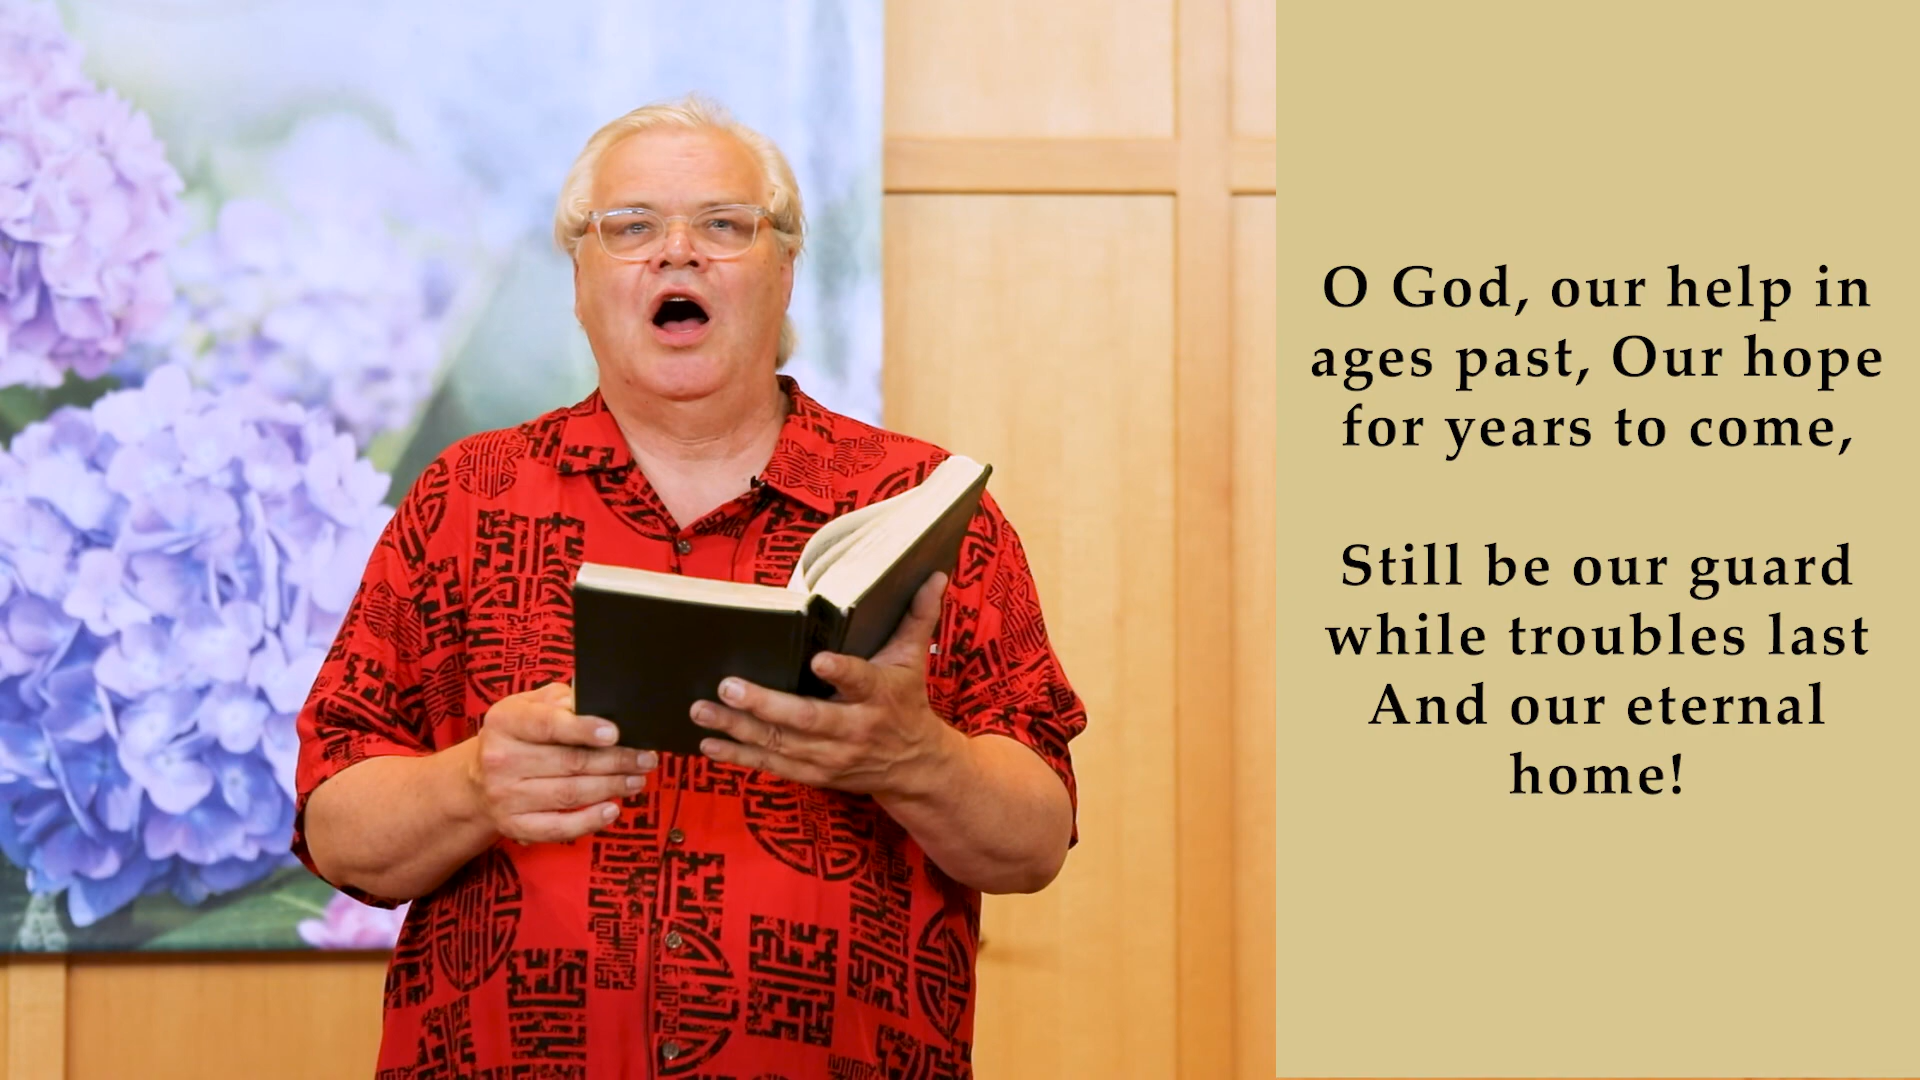 O God, our help in
ages past, Our hope
for years to come,
Still be our guard
while troubles last
And our eternal
home!